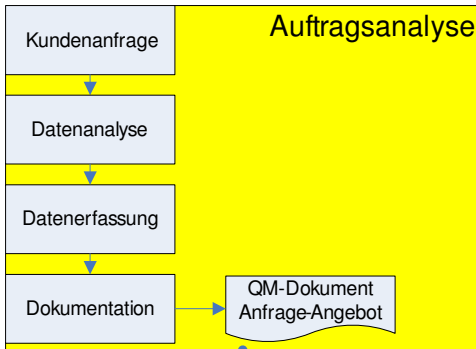 Auftragsanalyse
Kundenanfrage
Datenanalyse
Datenerfassung
Dokumentation
QM-Dokument
Anfrage-Angebot